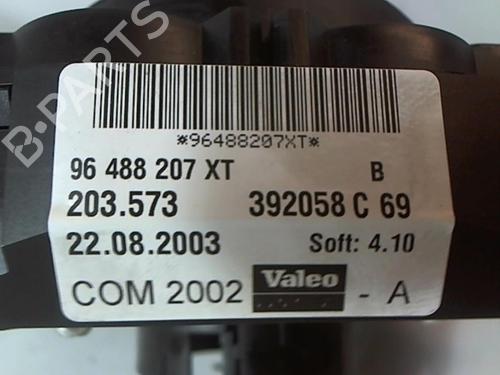 B-PARTS
*96488207XT*
96 488 207 XT B
203.573 392058 C 69
22.08.2003 Soft: 4.10
COM 2002 Valeo - A